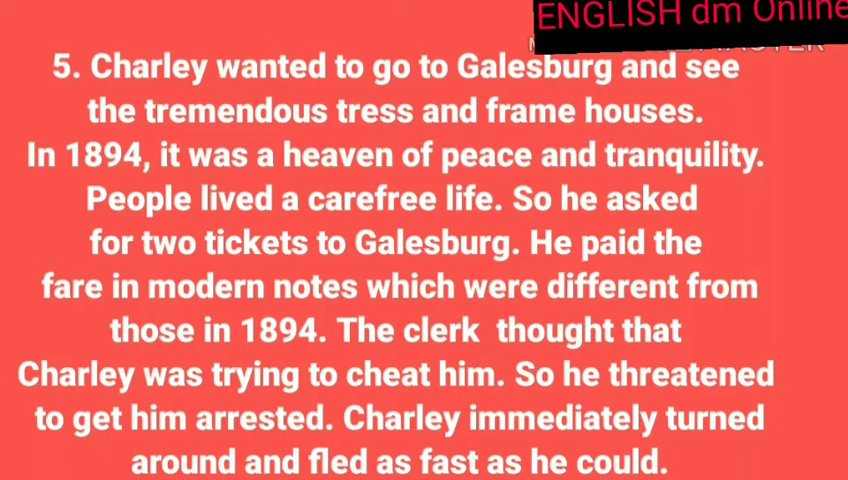 ENGLISH dm Online
5. Charley wanted to go to Galesburg and see
the tremendous tress and frame houses.
In 1894, it was a heaven of peace and tranquility.
People lived a carefree life. So he asked
for two tickets to Galesburg. He paid the
fare in modern notes which were different from
those in 1894. The clerk thought that
Charley was trying to cheat him. So he threatened
to get him arrested. Charley immediately turned
around and fled as fast as he could.